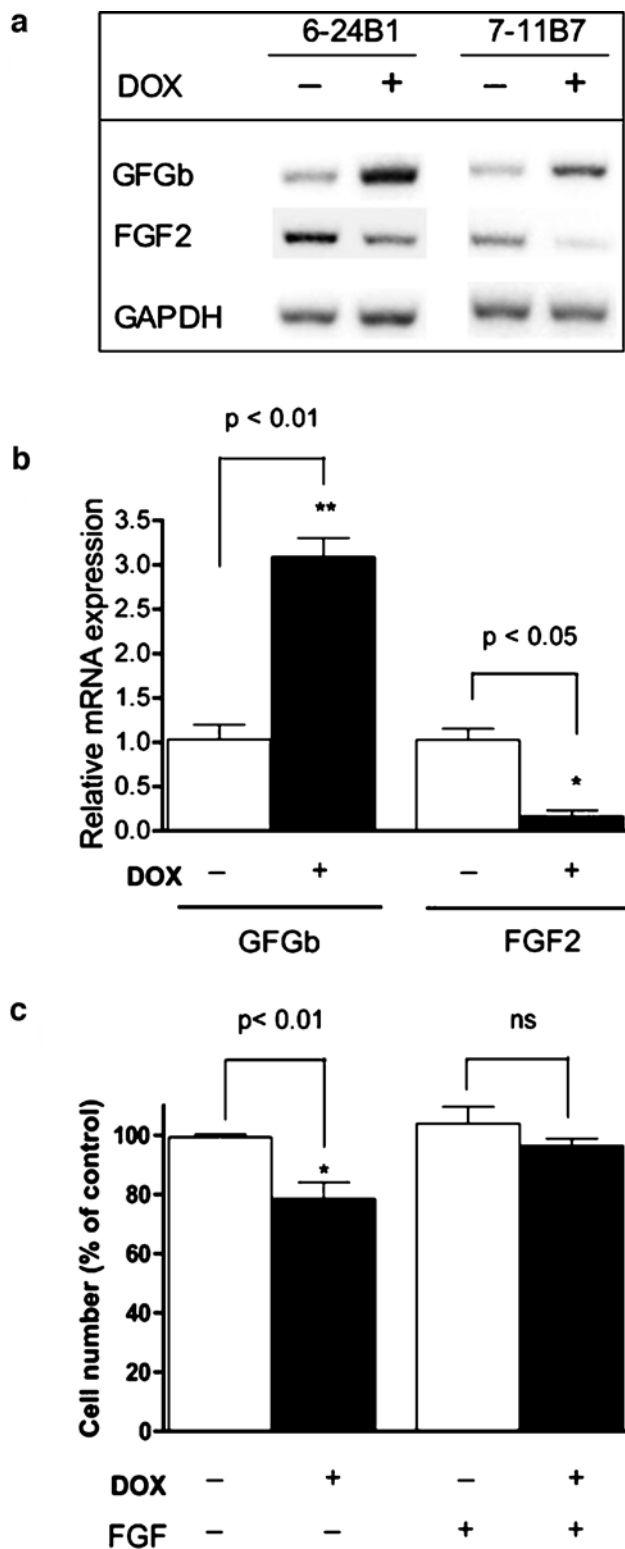 a
6-24B1 7-11B7
DOX − + − +
GFGb
FGF2
GAPDH
b
p < 0.01
**
p < 0.05
*
Relative mRNA expression
3.5
3.0
2.5
2.0
1.5
1.0
0.5
0.0
DOX − + − +
GFGb FGF2
c
p< 0.01 ns
*
Cell number (% of control)
100
80
60
40
20
0
DOX − + − +
FGF − − + +